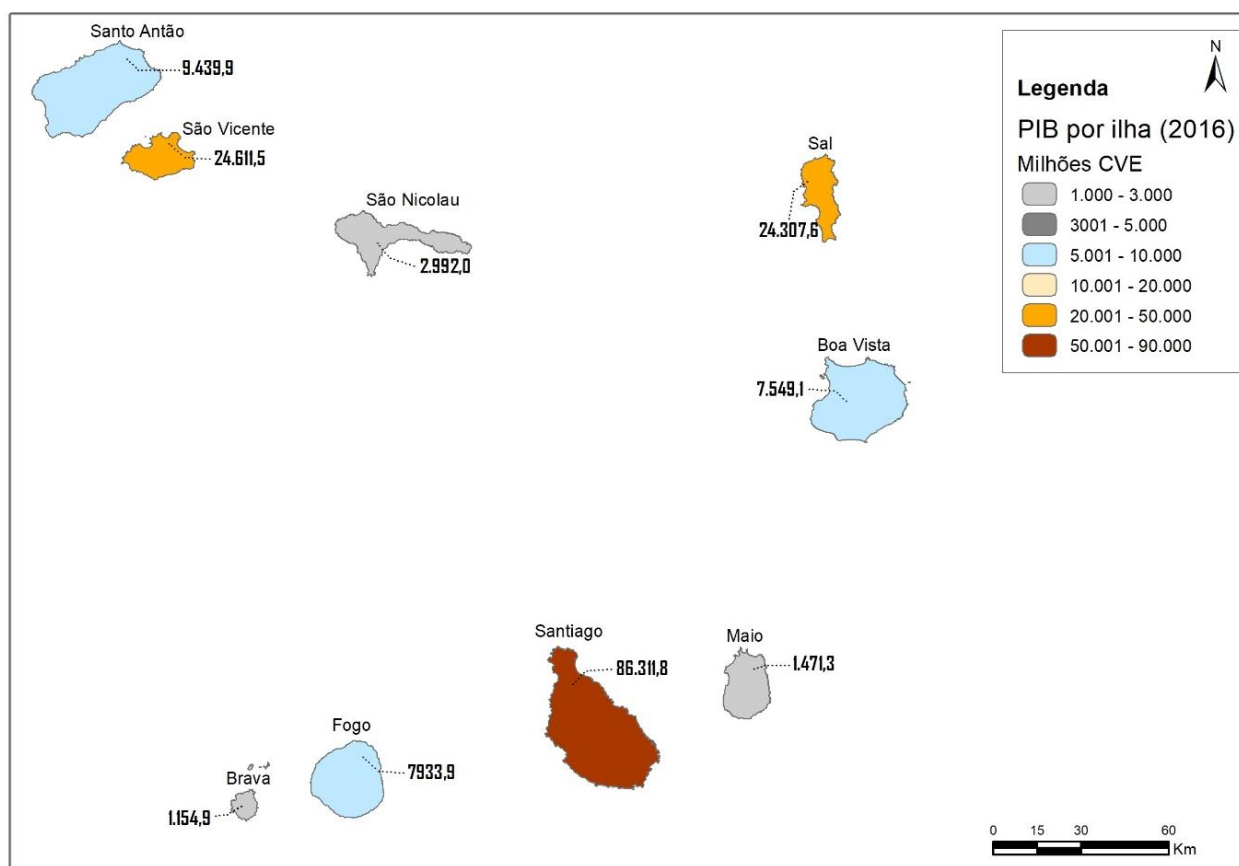 Santo Antão
9.439,9
São Vicente
24.611,5
São Nicolau
2.992,0
Sal
24.307,6
Boa Vista
7.549,1
Santiago
86.311,8
Maio
1.471,3
Fogo
7933,9
Brava
1.154,9
N
Legenda
PIB por ilha (2016)
Milhões CVE
1.000 - 3.000
3001 - 5.000
5.001 - 10.000
10.001 - 20.000
20.001 - 50.000
50.001 - 90.000
0 15 30 60
Km